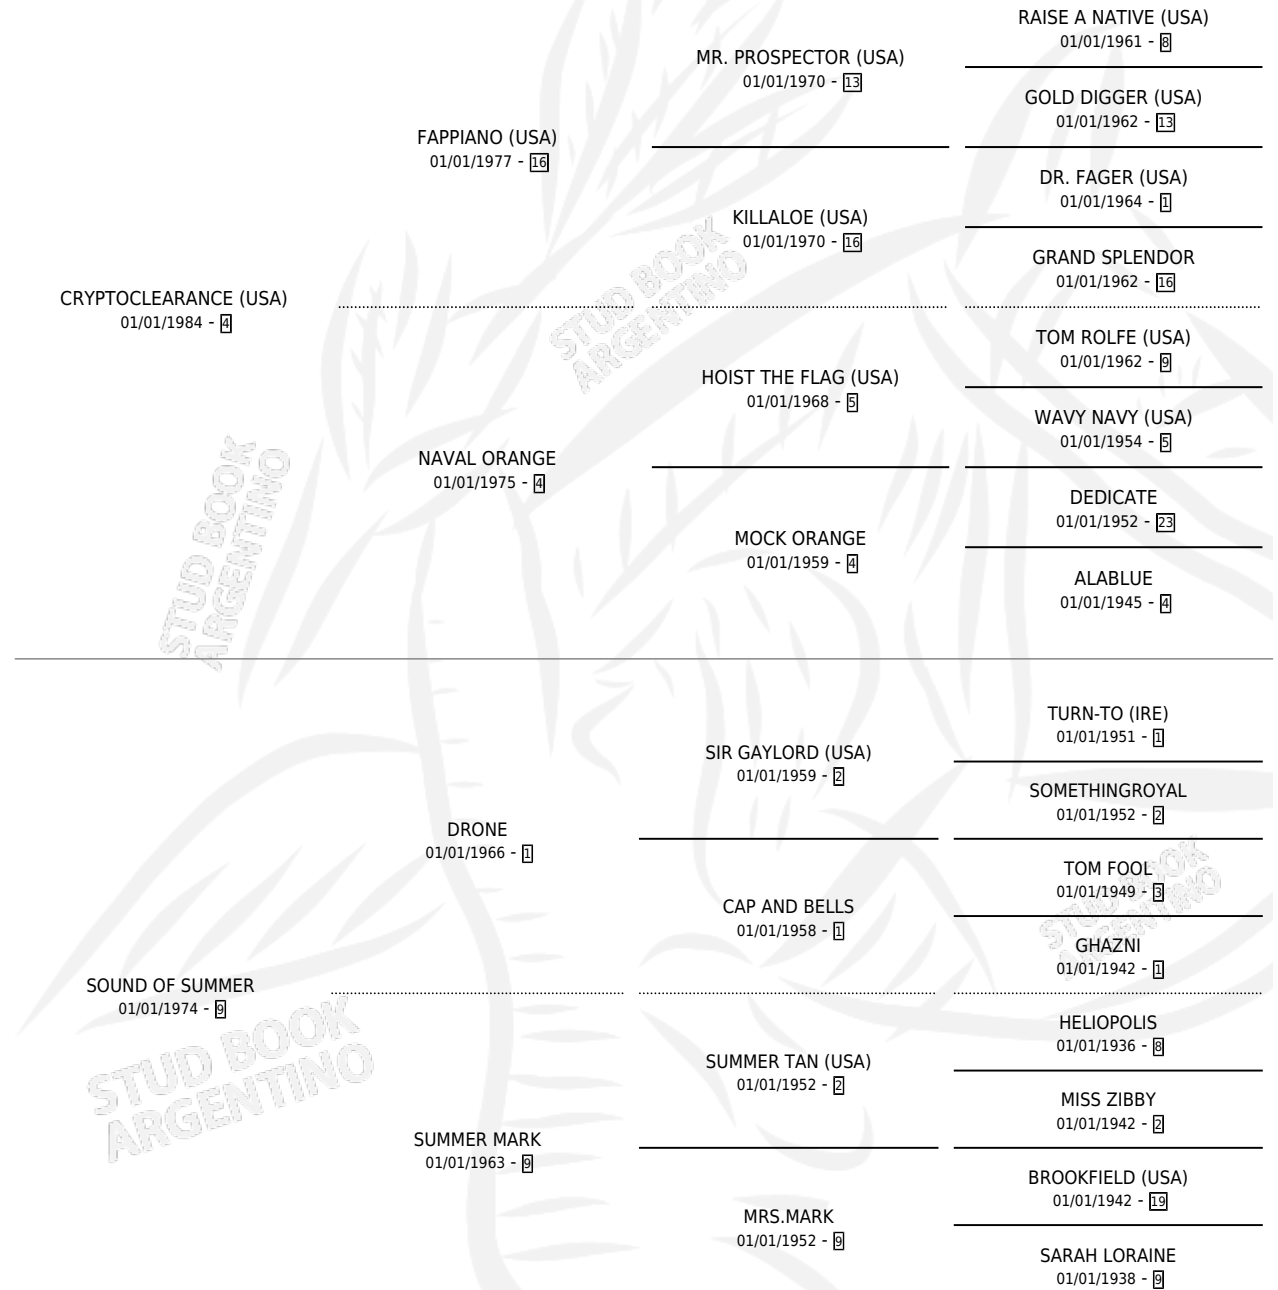 RAISE A NATIVE (USA)
01/01/1961 - 8
MR. PROSPECTOR (USA)
01/01/1970 - 13
GOLD DIGGER (USA)
01/01/1962 - 13
FAPPIANO (USA)
01/01/1977 - 16
DR. FAGER (USA)
01/01/1964 - 1
KILLALOE (USA)
01/01/1970 - 16
GRAND SPLENDOR
01/01/1962 - 16
CRYPTOCLEARANCE (USA)
01/01/1984 - 4
TOM ROLFE (USA)
01/01/1962 - 9
HOIST THE FLAG (USA)
01/01/1968 - 5
WAVY NAVY (USA)
01/01/1954 - 5
NAVAL ORANGE
01/01/1975 - 4
DEDICATE
01/01/1952 - 23
MOCK ORANGE
01/01/1959 - 4
ALABLUE
01/01/1945 - 4
STUD BOOK
ARGENTINO
STUD BOOK
ARGENTINO
TURN-TO (IRE)
01/01/1951 - 1
SIR GAYLORD (USA)
01/01/1959 - 2
SOMETHINGROYAL
01/01/1952 - 2
DRONE
01/01/1966 - 1
TOM FOOL
01/01/1949 - 3
CAP AND BELLS
01/01/1958 - 1
GHAZNI
01/01/1942 - 1
SOUND OF SUMMER
01/01/1974 - 9
HELIOPOLIS
01/01/1936 - 8
SUMMER TAN (USA)
01/01/1952 - 2
MISS ZIBBY
01/01/1942 - 2
SUMMER MARK
01/01/1963 - 9
BROOKFIELD (USA)
01/01/1942 - 19
MRS.MARK
01/01/1952 - 9
SARAH LORAINE
01/01/1938 - 9
STUD BOOK
ARGENTINO
STUD BOOK
ARGENTINO